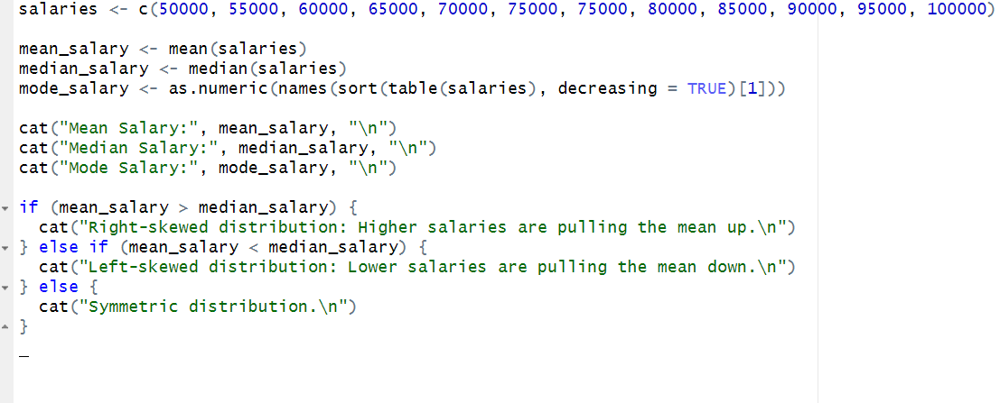 salaries <- c(50000, 55000, 60000, 65000, 70000, 75000, 75000, 80000, 85000, 90000, 95000, 100000)
mean_salary <- mean(salaries)
median_salary <- median(salaries)
mode_salary <- as.numeric(names(sort(table(salaries), decreasing = TRUE)[1]))
cat("Mean Salary:", mean_salary, "\n")
cat("Median Salary:", median_salary, "\n")
cat("Mode Salary:", mode_salary, "\n")
if (mean_salary > median_salary) {
  cat("Right-skewed distribution: Higher salaries are pulling the mean up.\n")
} else if (mean_salary < median_salary) {
  cat("Left-skewed distribution: Lower salaries are pulling the mean down.\n")
} else {
  cat("Symmetric distribution.\n")
}